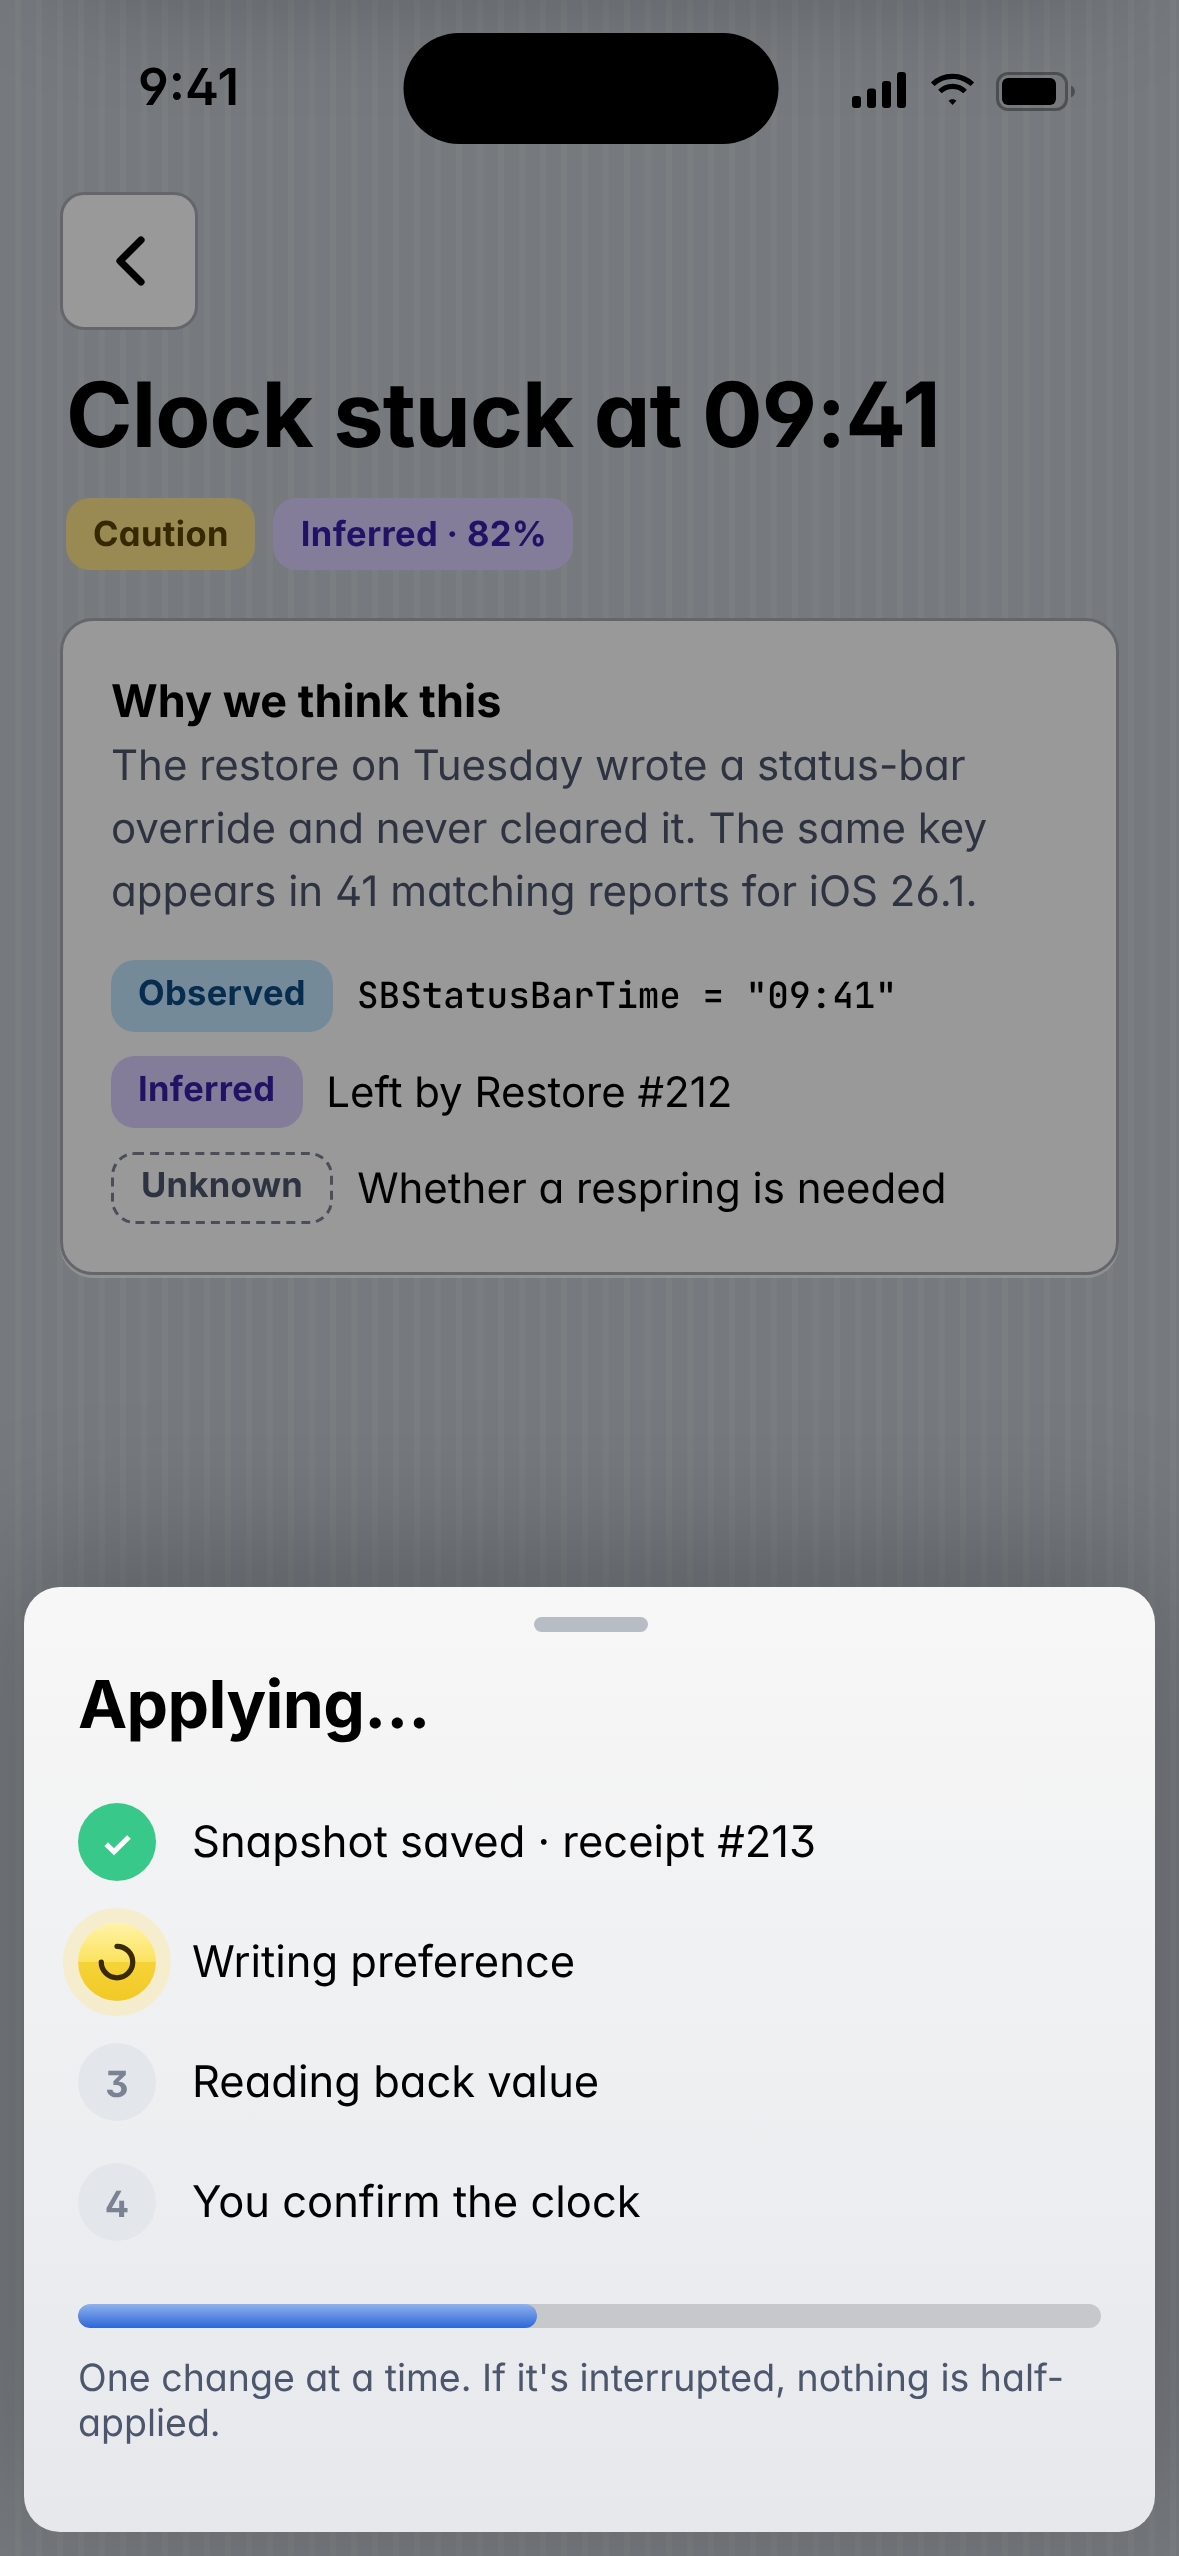 9:41
Clock stuck at 09:41
Caution
Inferred · 82%
Why we think this
The restore on Tuesday wrote a status-bar
override and never cleared it. The same key
appears in 41 matching reports for iOS 26.1.
Observed SBStatusBarTime = "09:41"
Inferred Left by Restore #212
Unknown Whether a respring is needed
Applying...
Snapshot saved · receipt #213
Writing preference
3 Reading back value
4 You confirm the clock
One change at a time. If it's interrupted, nothing is half-
applied.